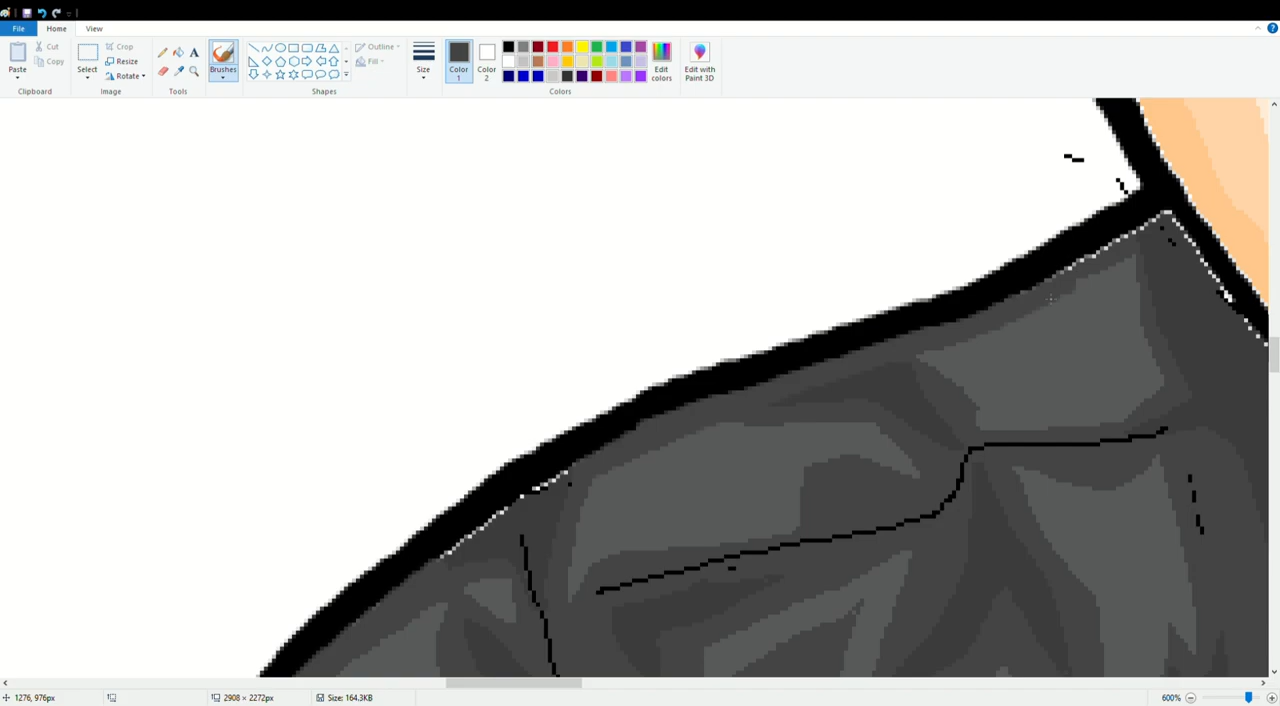 File Home View
Paste
Cut
Copy
Clipboard
Select
Crop
Resize
Rotate
Image
A
Tools
Brushes
Outline
Fill
Shapes
Size
Color 1
Color 2
Edit colors
Colors
Edit with Paint 3D
1276, 976px
2908 × 2272px
Size: 164.3KB
600%